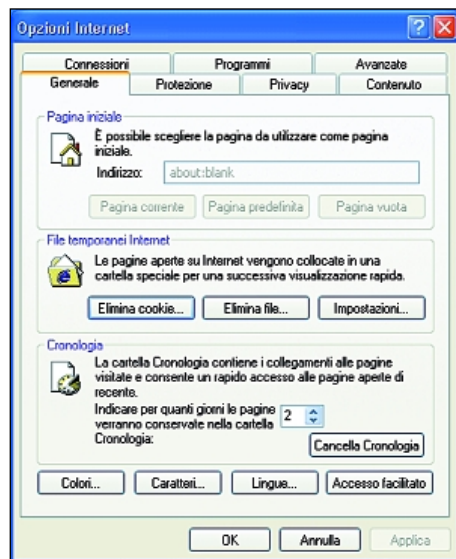 Opzioni Internet
Connessioni Programmi Avanzate
Generale Protezione Privacy Contenuto
Pagina iniziale
È possibile scegliere la pagina da utilizzare come pagina
iniziale.
Indirizzo: about:blank
Pagina corrente Pagina predefinita Pagina vuota
File temporanei Internet
Le pagine aperte su Internet vengono collocate in una
cartella speciale per una successiva visualizzazione rapida.
Elimina cookie... Elimina file... Impostazioni...
Cronologia
La cartella Cronologia contiene i collegamenti alle pagine
visitate e consente un rapido accesso alle pagine aperte di
recente.
Indicare per quanti giorni le pagine
verranno conservate nella cartella
Cronologia: 2
Cancella Cronologia
Colori... Caratteri... Lingue... Accesso facilitato
OK Annulla Applica